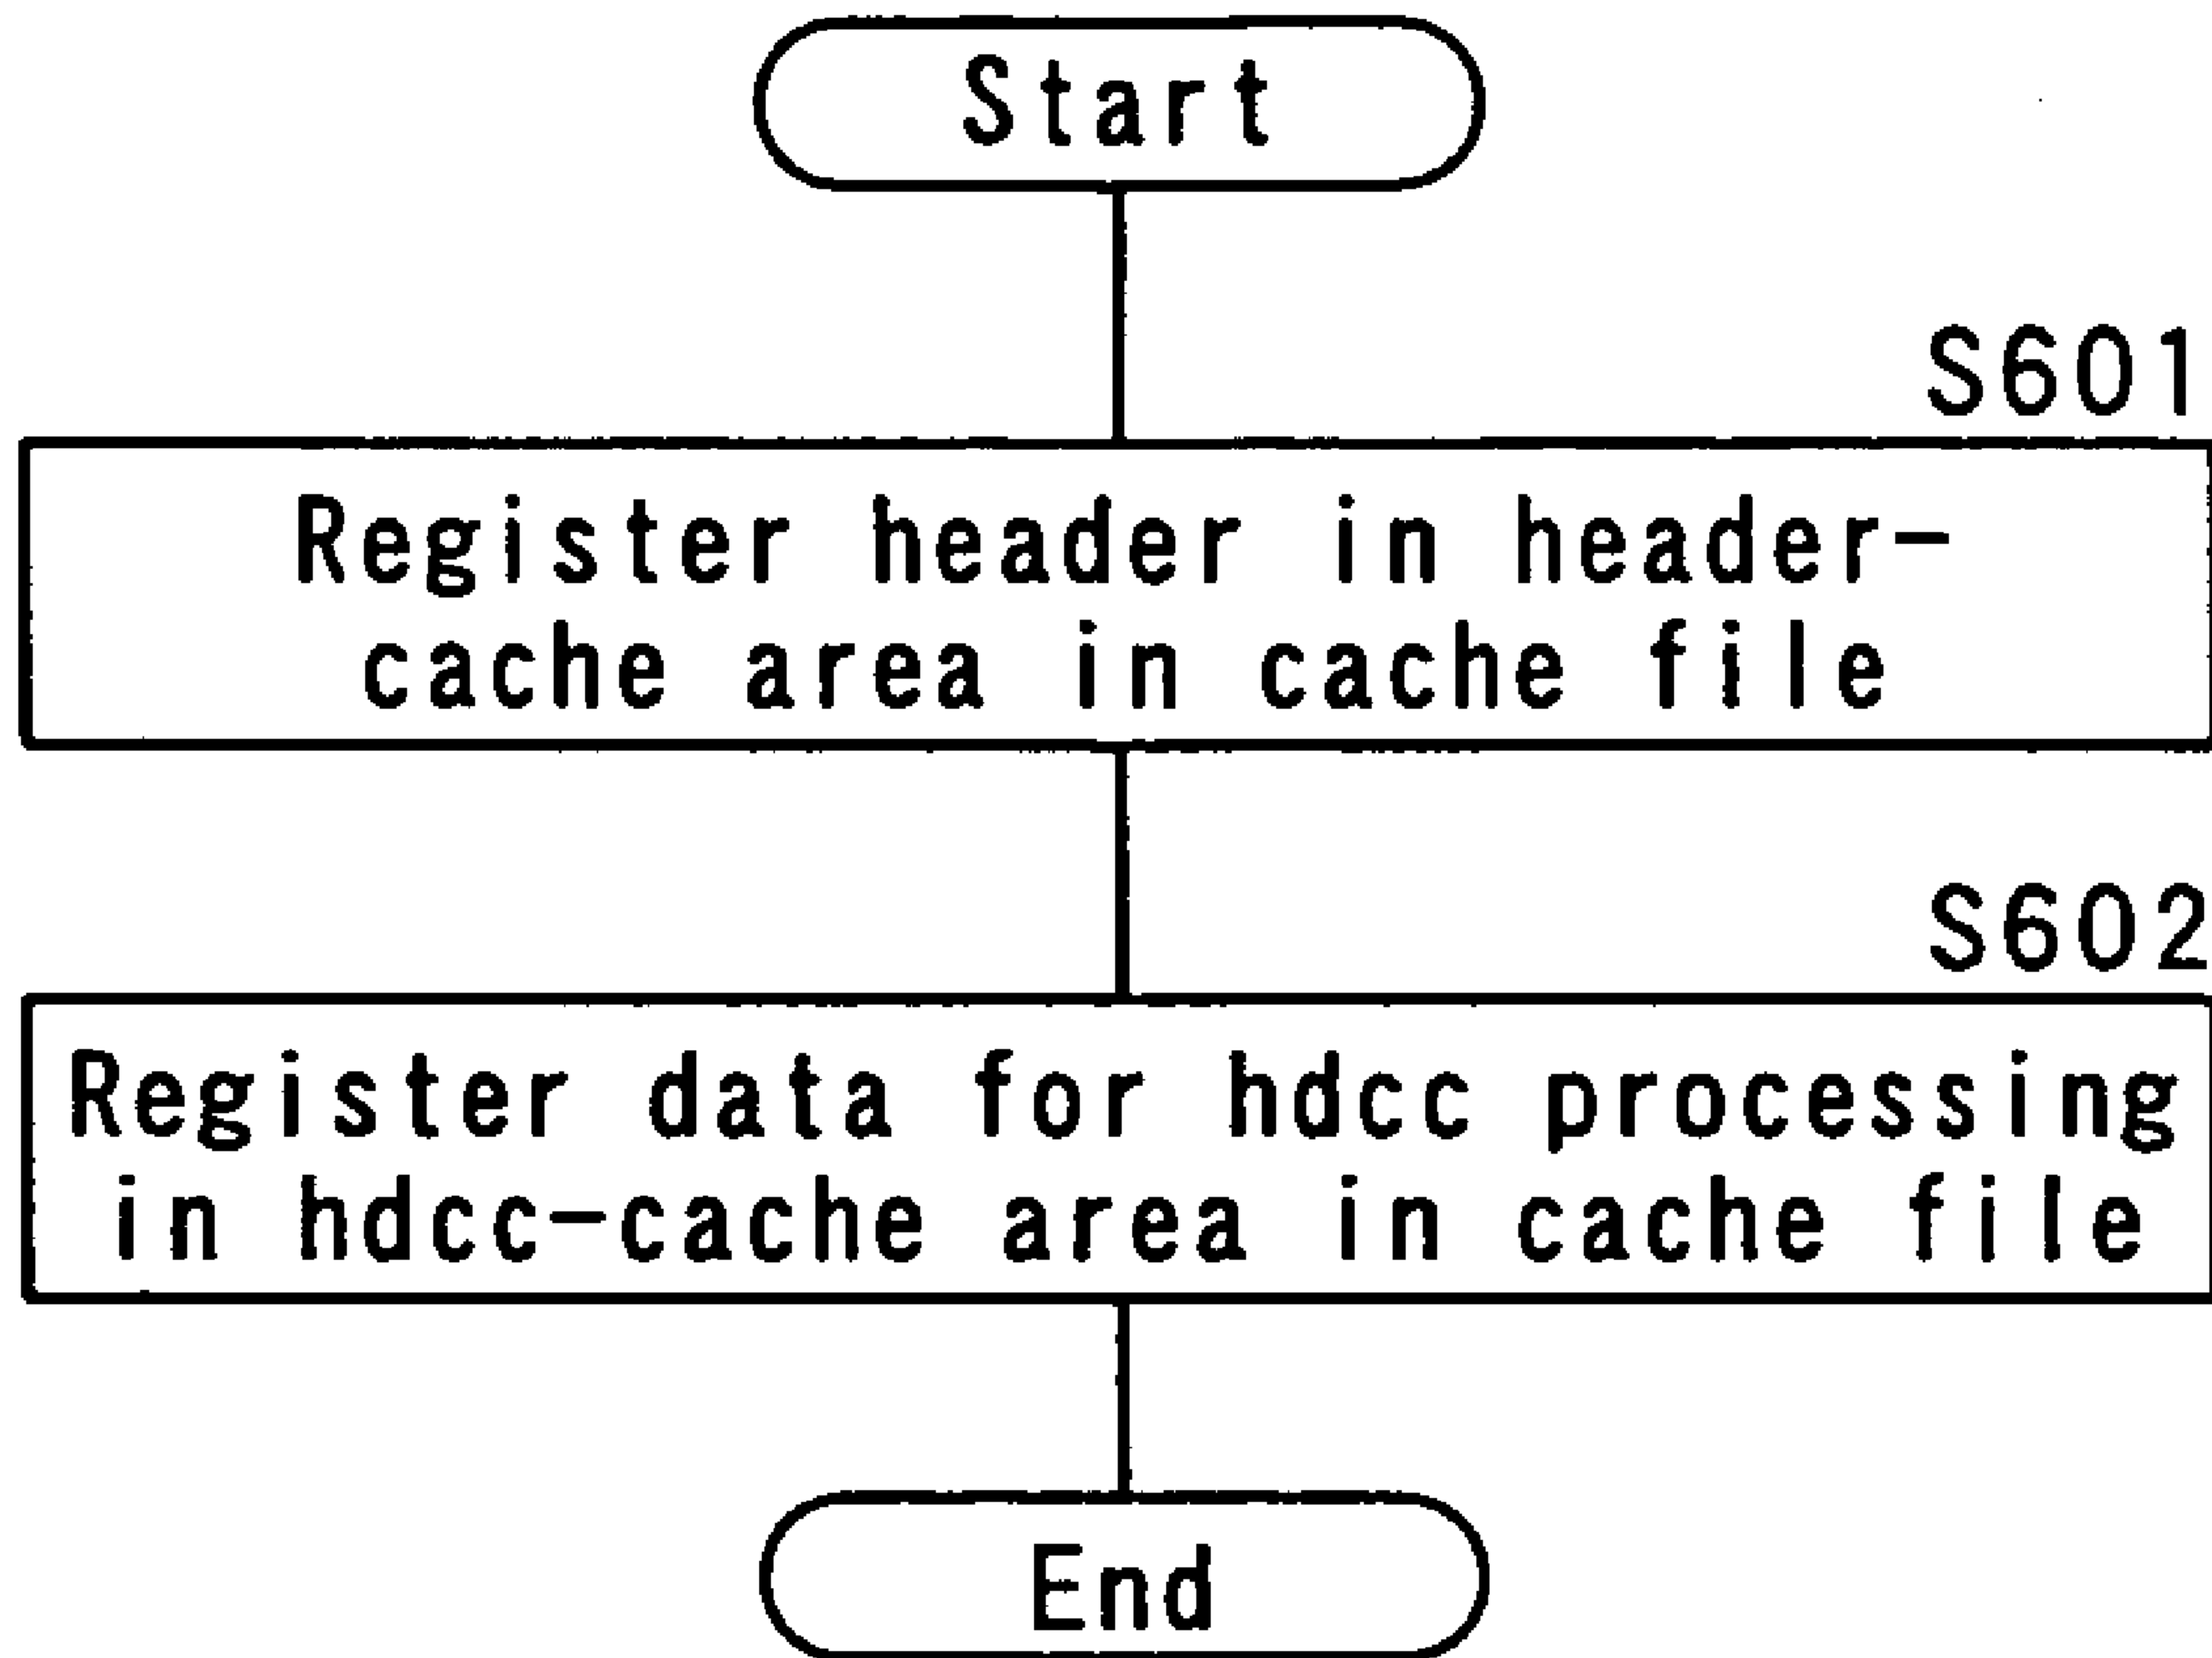 Start
S601
Register header in header-
cache area in cache file
S602
Register data for hdcc processing
in hdcc-cache area in cache file
End